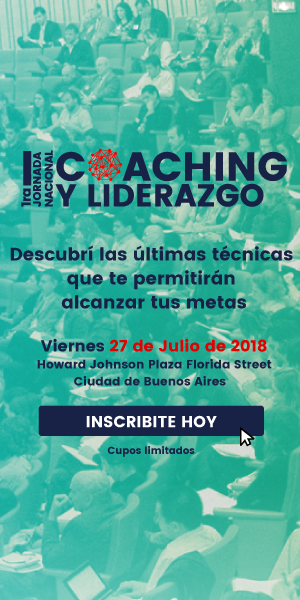 1ra JORNADA NACIONAL
COACHING
Y LIDERAZGO
Descubrí las últimas técnicas
que te permitirán
alcanzar tus metas
Viernes 27 de Julio de 2018
Howard Johnson Plaza Florida Street
Ciudad de Buenos Aires
INSCRIBITE HOY
Cupos limitados